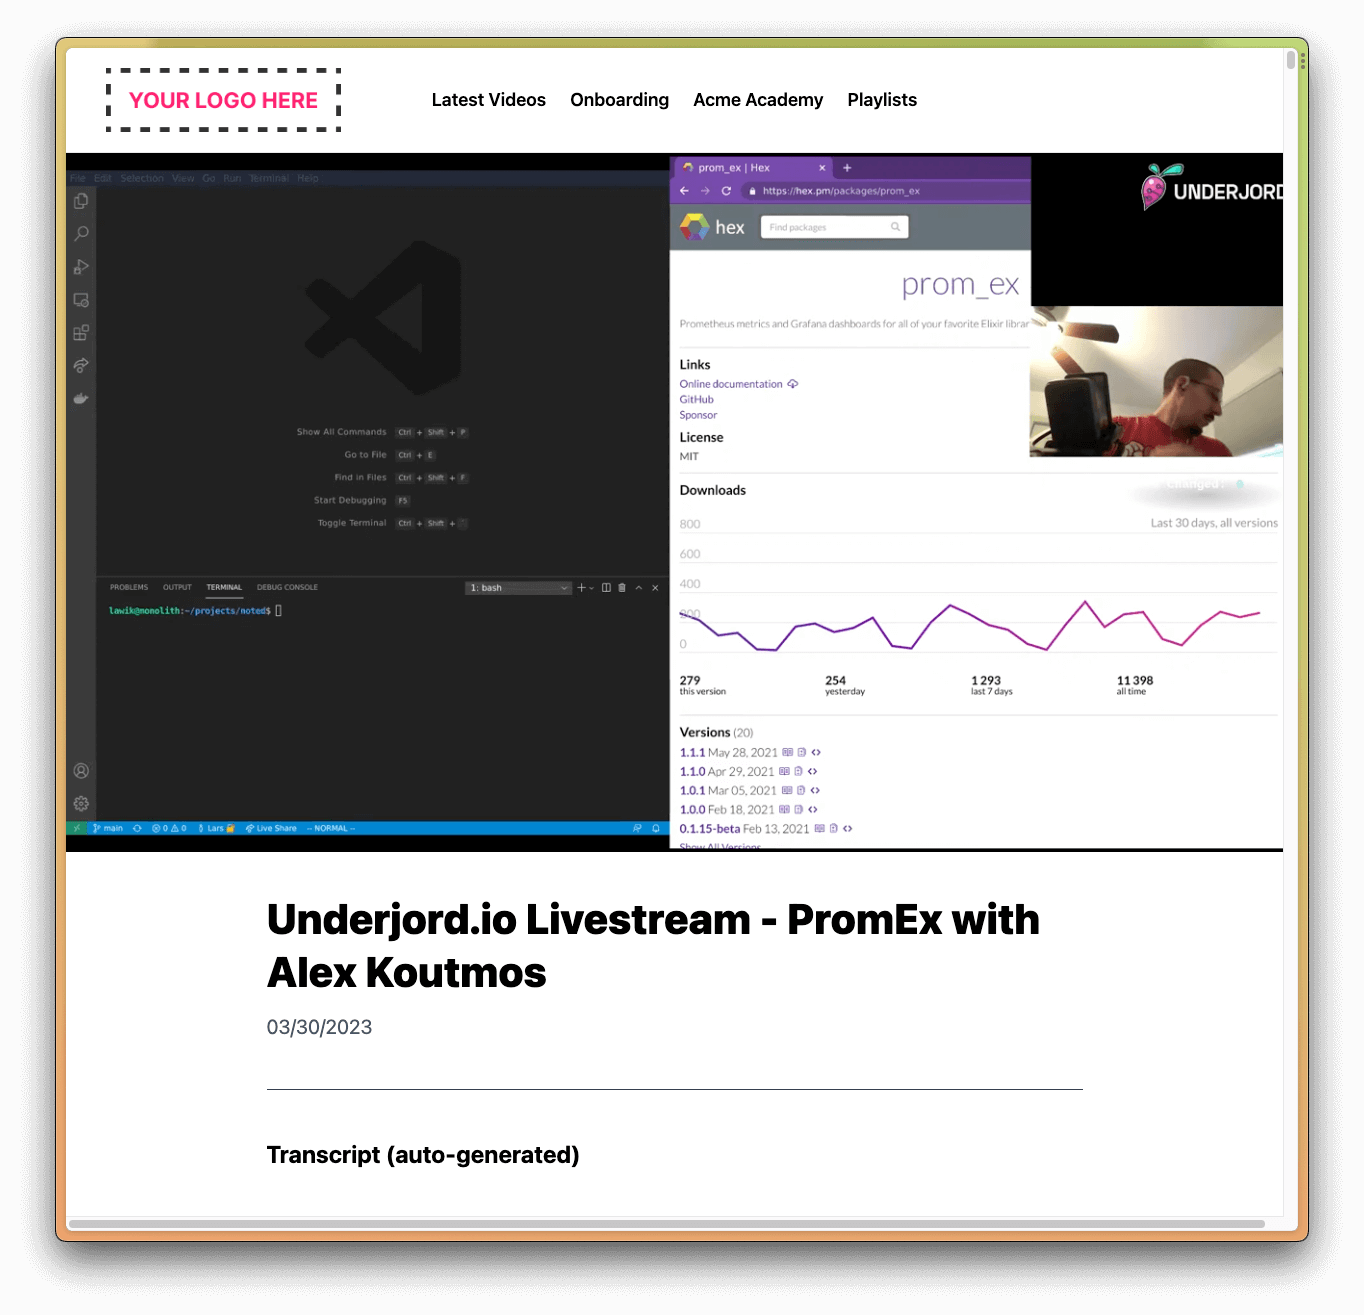 YOUR LOGO HERE
Latest Videos Onboarding Acme Academy Playlists
File Edit Selection View Go Run Terminal Help
prom_ex | Hex
https://hex.pm/packages/prom_ex
UNDERJORD
hex Find packages
prom_ex
Prometheus metrics and Grafana dashboards for all of your favorite Elixir librar
Links
Online documentation
GitHub
Sponsor
License
MIT
Show All Commands Ctrl + Shift + P
Go to File Ctrl + E
Find in Files Ctrl + Shift + F
Start Debugging F5
Toggle Terminal Ctrl + Shift + `
Changed:
Downloads
Last 30 days, all versions
800
600
400
200
0
279 254 1 293 11 398
this version yesterday last 7 days all time
PROBLEMS OUTPUT TERMINAL DEBUG CONSOLE 1: bash
lawik@monolith:~/projects/noted$
Versions (20)
1.1.1 May 28, 2021
1.1.0 Apr 29, 2021
1.0.1 Mar 05, 2021
1.0.0 Feb 18, 2021
0.1.15-beta Feb 13, 2021
Show All Versions
main 0 0 Lars Live Share -- NORMAL --
Underjord.io Livestream - PromEx with
Alex Koutmos
03/30/2023
Transcript (auto-generated)